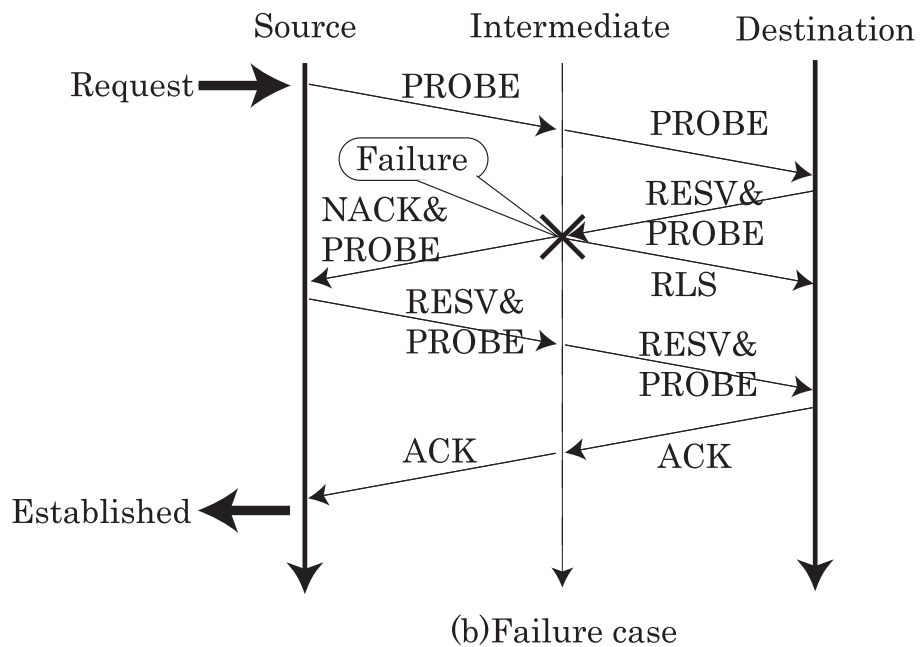 Source
Intermediate
Destination
Request
PROBE
PROBE
Failure
RESV&
PROBE
NACK&
PROBE
RLS
RESV&
PROBE
RESV&
PROBE
ACK
ACK
Established
(b)Failure case